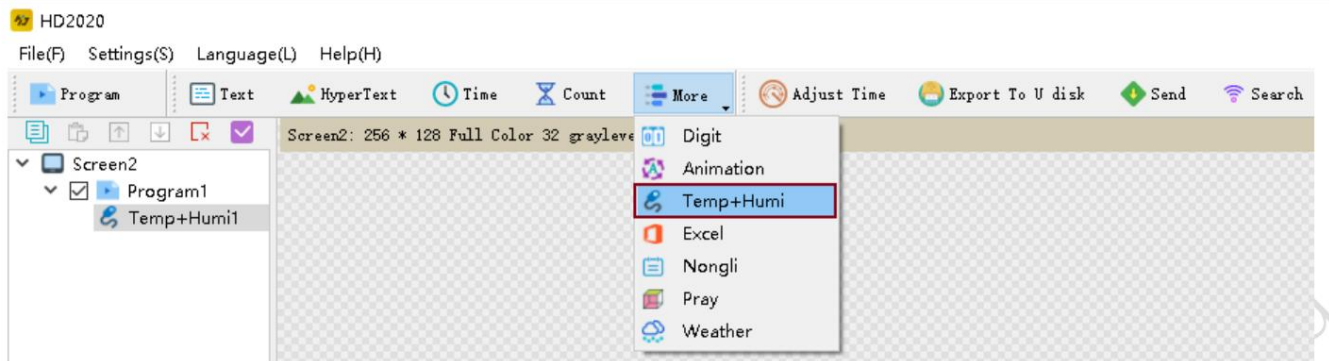 HD2020
File(F) Settings(S) Language(L) Help(H)
Program Text HyperText Time Count More Adjust Time Export To U disk Send Search
Screen2: 256 * 128 Full Color 32 grayleve
Digit
Screen2
Animation
Program1
Temp+Humi
Temp+Humi1
Excel
Nongli
Pray
Weather